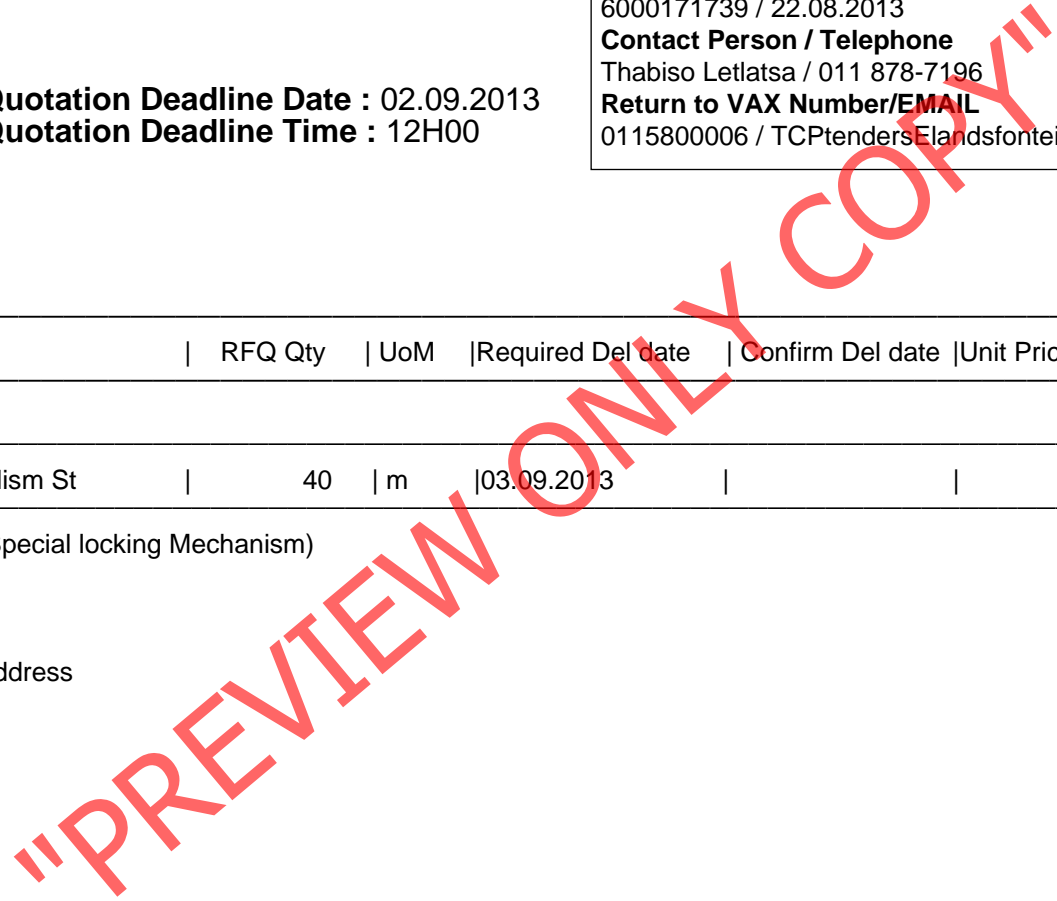 6000171739 / 22.08.2013
Contact Person / Telephone
Thabiso Letlatsa / 011 878-7196
Return to VAX Number/EMAIL
0115800006 / TCPtendersElandsfontei
Quotation Deadline Date : 02.09.2013
Quotation Deadline Time : 12H00
| RFQ Qty | UoM |Required Del date | Confirm Del date |Unit Pric
lism St | 40 | m |03.09.2013 | |
Special locking Mechanism)
ddress
"PREVIEW ONLY COPY"